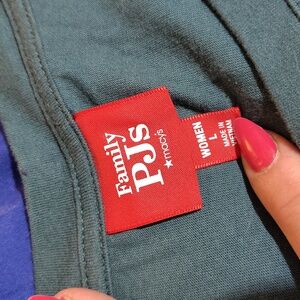 Family
PJs
★macy's
WOMEN
L
MADE IN
VIETNAM